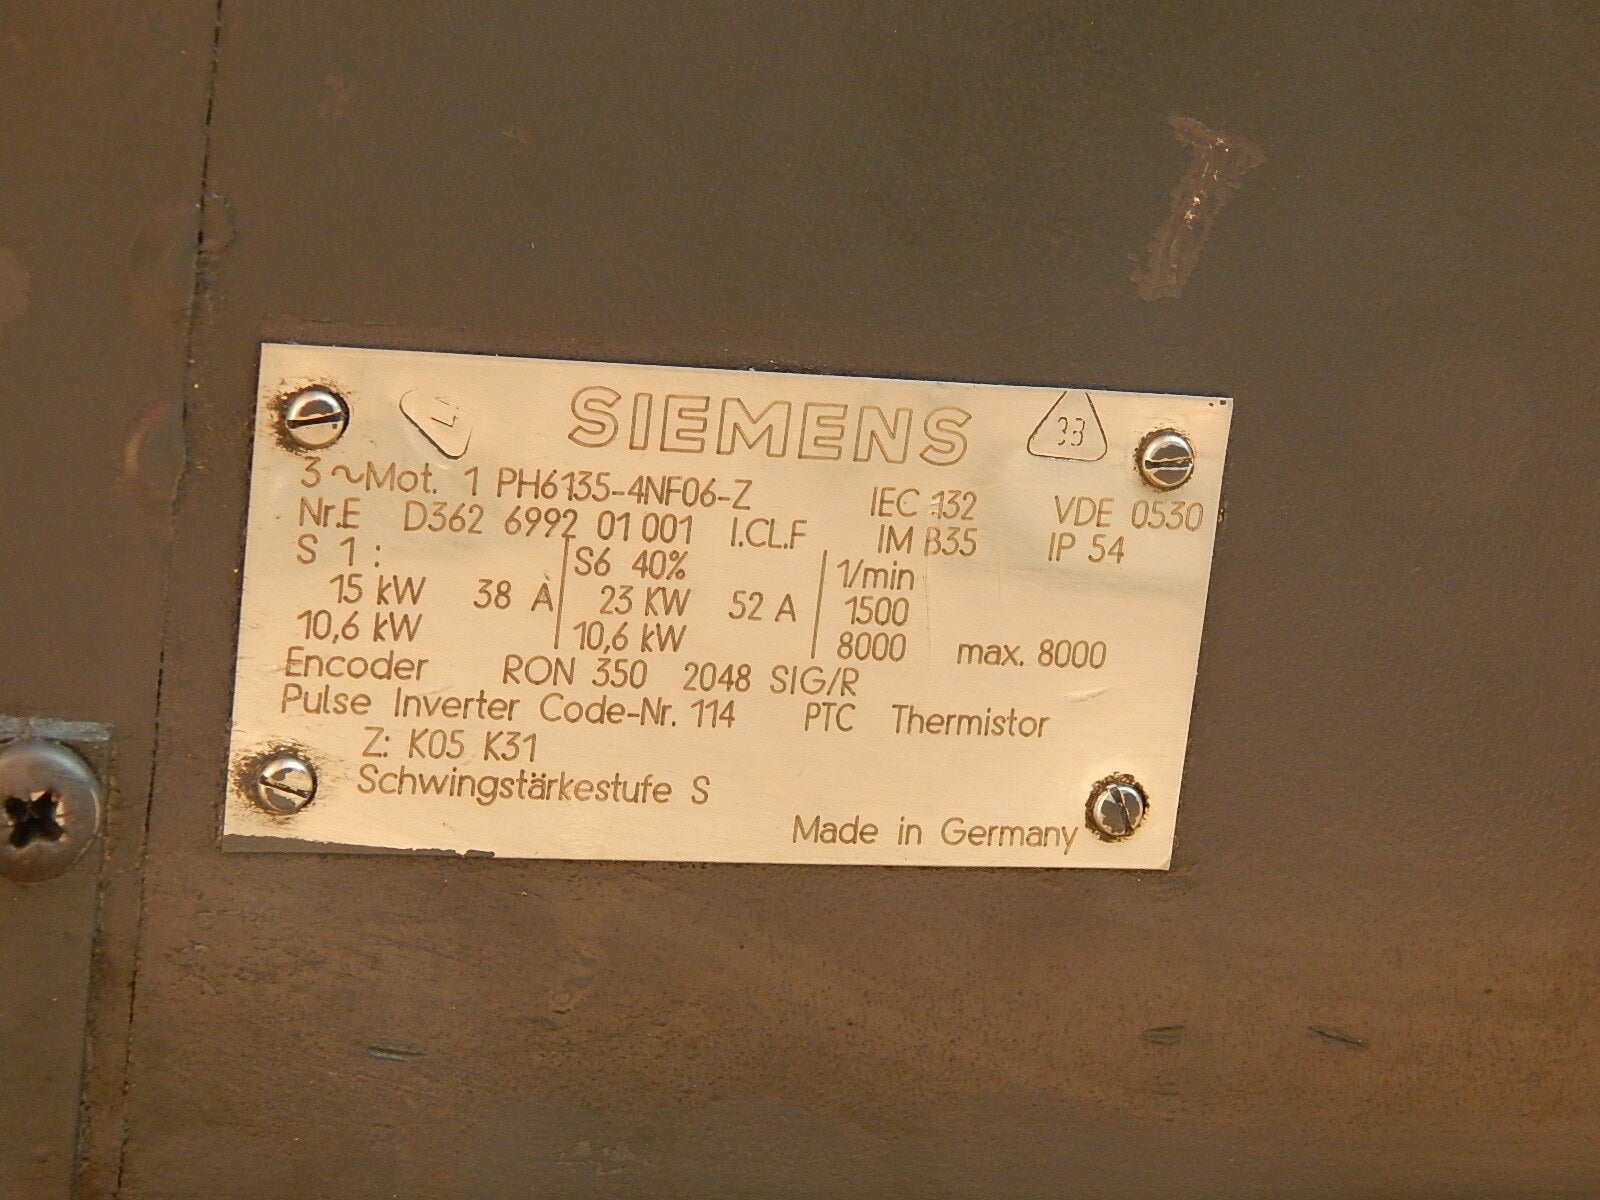 SIEMENS
33
3 ~Mot. 1 PH6135-4NF06-Z IEC 132 VDE 0530
Nr.E D362 6992 01 001 I.CL.F IM B35 IP 54
S 1 : S6 40% 1/min
15 kW 38 A 23 KW 52 A 1500
10,6 kW 10,6 kW 8000 max. 8000
Encoder RON 350 2048 SIG/R
Pulse Inverter Code-Nr. 114 PTC Thermistor
Z: K05 K31
Schwingstärkestufe S
Made in Germany